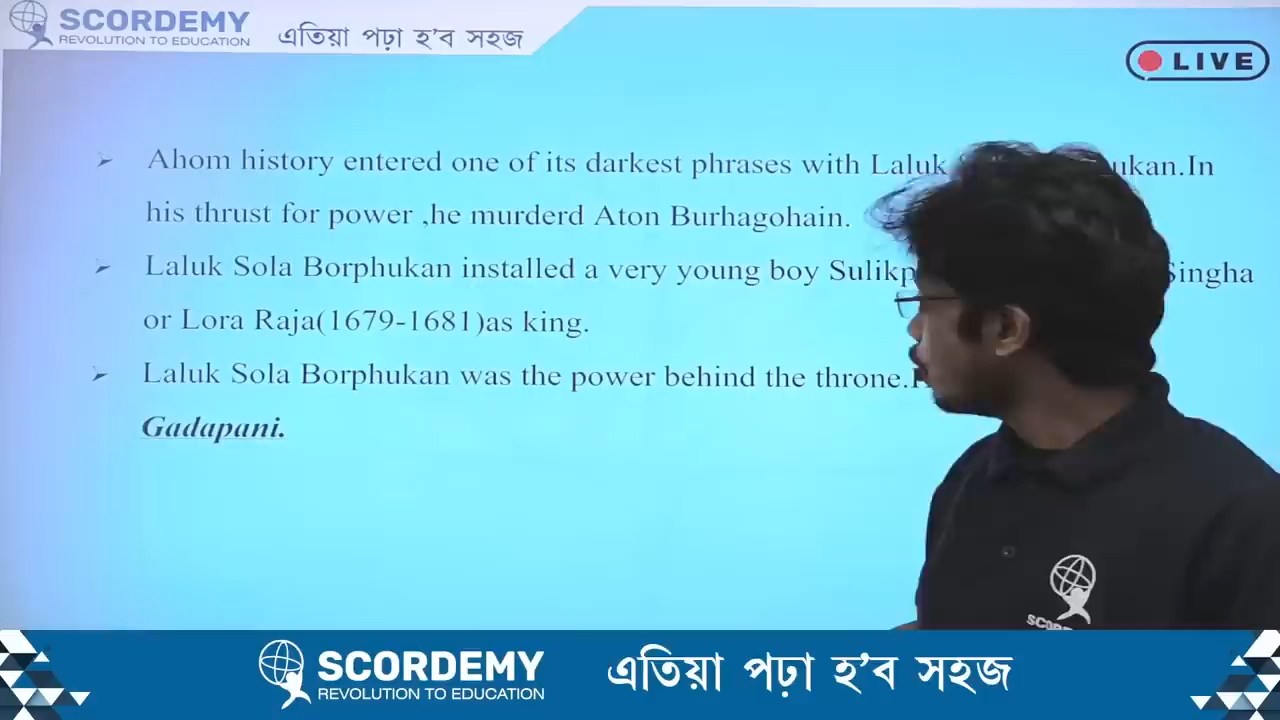 SCORDEMY
REVOLUTION TO EDUCATION
এতিয়া পঢ়া হ'ব সহজ
LIVE
Ahom history entered one of its darkest phrases with Laluk ukan.In
his thrust for power ,he murderd Aton Burhagohain.
Laluk Sola Borphukan installed a very young boy Sulikp Singha
or Lora Raja(1679-1681)as king.
Laluk Sola Borphukan was the power behind the throne.
Gadapani.
SCORDEMY
REVOLUTION TO EDUCATION
এতিয়া পঢ়া হ'ব সহজ